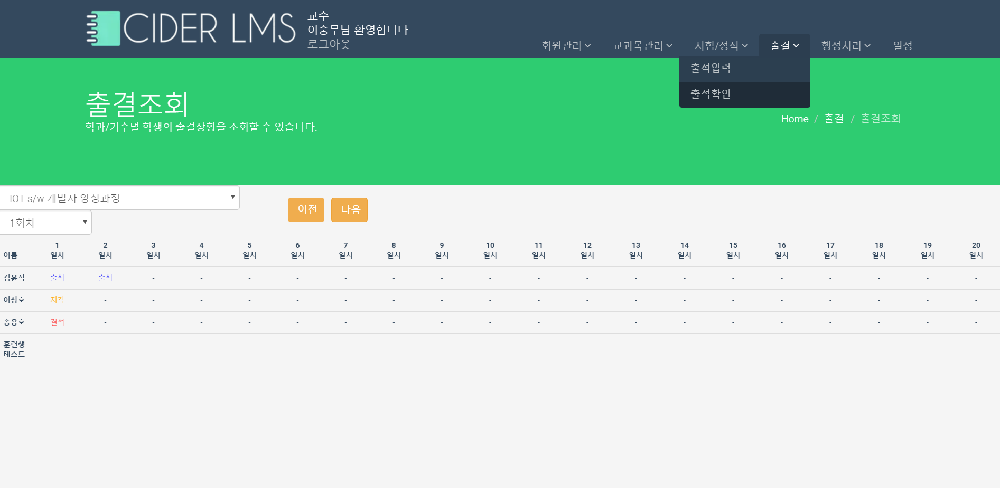 CIDER LMS
교수
이숭무님 환영합니다
로그아웃
회원관리 교과목관리 시험/성적 출결 행정처리 일정
출석입력
출석확인
출결조회
학과/기수별 학생의 출결상황을 조회할 수 있습니다.
Home / 출결 / 출결조회
IOT s/w 개발자 양성과정
1회차
이전 다음
1 2 3 4 5 6 7 8 9 10 11 12 13 14 15 16 17 18 19 20
이름 일차 일차 일차 일차 일차 일차 일차 일차 일차 일차 일차 일차 일차 일차 일차 일차 일차 일차 일차 일차
김윤식 출석 출석 - - - - - - - - - - - - - - - - - -
이상호 지각 - - - - - - - - - - - - - - - - - - -
송용호 결석 - - - - - - - - - - - - - - - - - - -
훈련생 - - - - - - - - - - - - - - - - - - - -
테스트